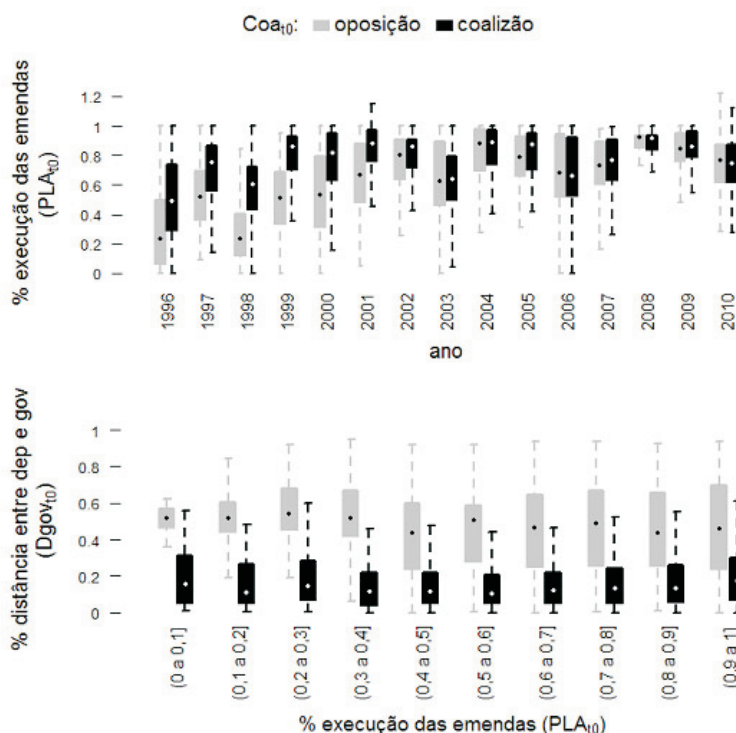 Coat0: oposição coalizão
% execução das emendas
(PLAt0)
1.2
1
0.8
0.6
0.4
0.2
0
1996 1997 1998 1999 2000 2001 2002 2003 2004 2005 2006 2007 2008 2009 2010
ano
% distância entre dep e gov
(Dgovt0)
1
0.8
0.6
0.4
0.2
0
(0 a 0,1] (0,1 a 0,2] (0,2 a 0,3] (0,3 a 0,4] (0,4 a 0,5] (0,5 a 0,6] (0,6 a 0,7] (0,7 a 0,8] (0,8 a 0,9] (0,9 a 1]
% execução das emendas (PLAt0)